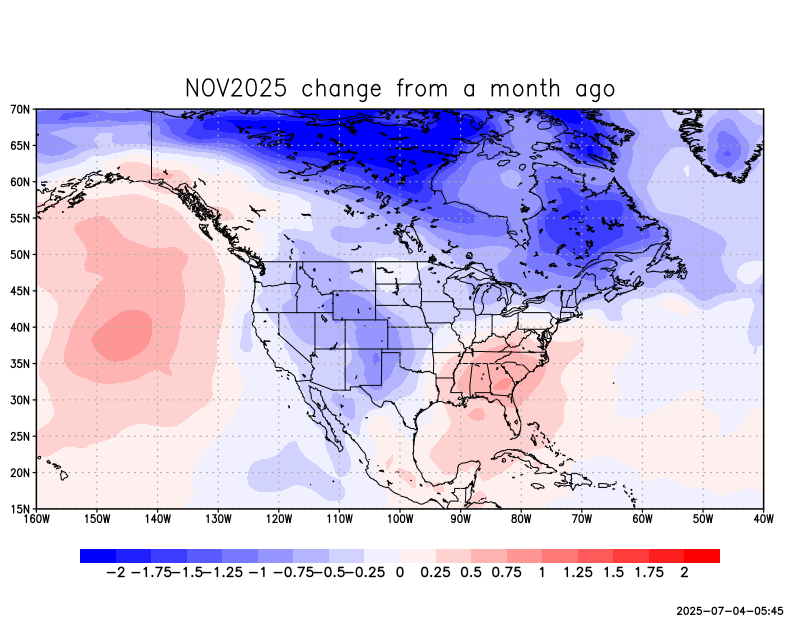 NOV2025 change from a month ago
70N
65N
60N
55N
50N
45N
40N
35N
30N
25N
20N
15N
160W 150W 140W 130W 120W 110W 100W 90W 80W 70W 60W 50W 40W
−2 −1.75 −1.5 −1.25 −1 −0.75 −0.5 −0.25 0 0.25 0.5 0.75 1 1.25 1.5 1.75 2
2025-07-04-05:45